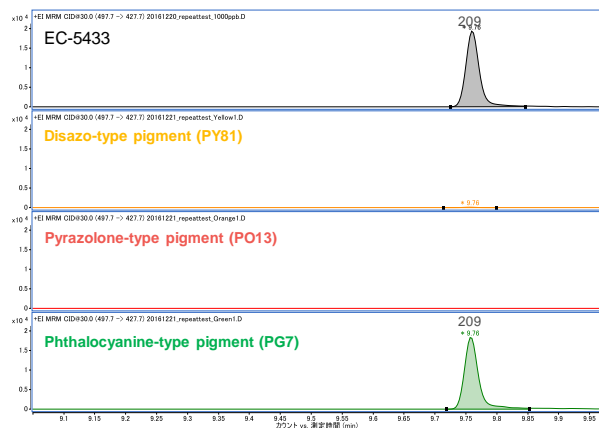 +EI MRM CID@30.0 (497.7 -> 427.7) 20161220_repeattest_1000ppb.D
x10 4
EC-5433
209
* 9.76
2
1.5
1
0.5
0
+EI MRM CID@30.0 (497.7 -> 427.7) 20161221_repeattest_Yellow1.D
x10 4
Disazo-type pigment (PY81)
2
1.5
1
0.5
* 9.76
0
+EI MRM CID@30.0 (497.7 -> 427.7) 20161221_repeattest_Orange1.D
x10 4
Pyrazolone-type pigment (PO13)
2
1.5
1
0.5
0
+EI MRM CID@30.0 (497.7 -> 427.7) 20161221_repeattest_Green1.D
x10 4
209
* 9.76
Phthalocyanine-type pigment (PG7)
2
1.5
1
0.5
0
9.1 9.15 9.2 9.25 9.3 9.35 9.4 9.45 9.5 9.55 9.6 9.65 9.7 9.75 9.8 9.85 9.9 9.95
カウント vs. 測定時間 (min)